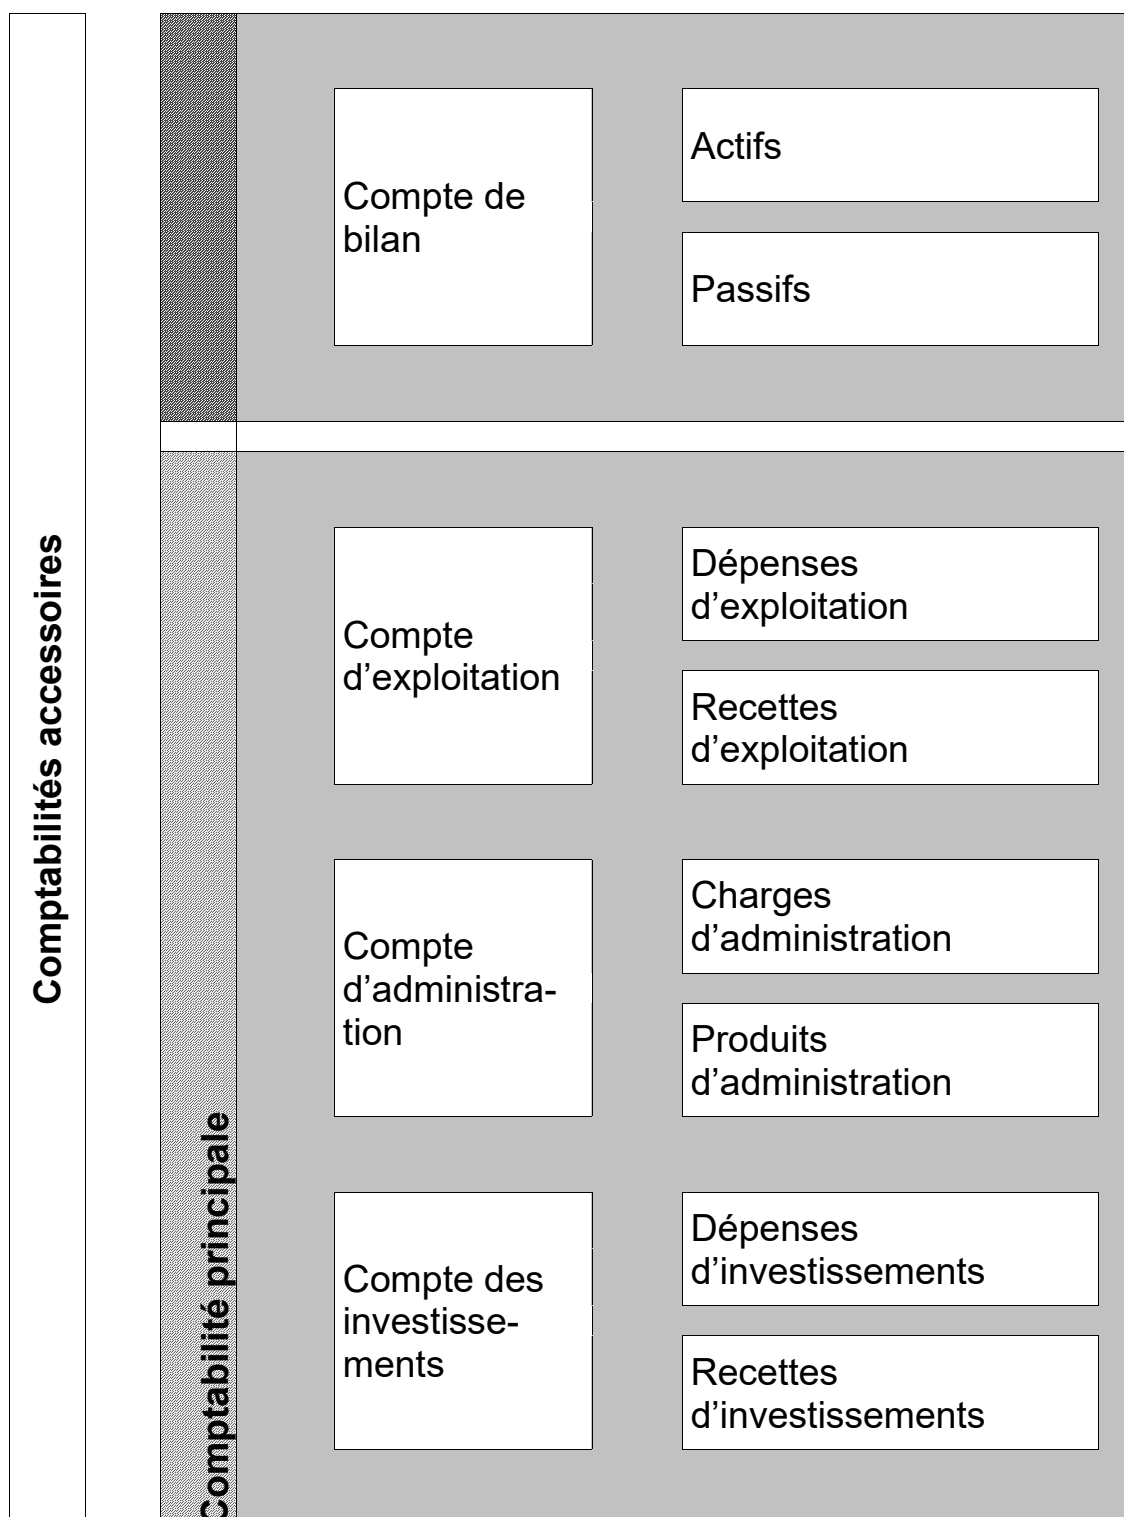 Comptabilités accessoires
Comptabilité principale
Compte de
bilan
Actifs
Passifs
Compte
d’exploitation
Dépenses
d’exploitation
Recettes
d’exploitation
Compte
d’administra-
tion
Charges
d’administration
Produits
d’administration
Compte des
investisse-
ments
Dépenses
d’investissements
Recettes
d’investissements